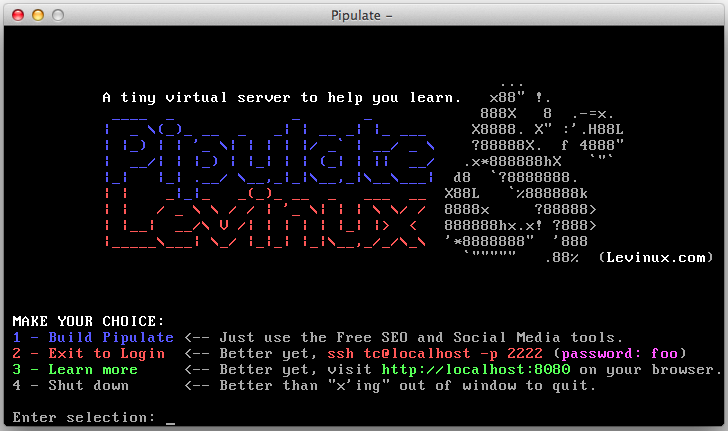 Pipulate –
A tiny virtual server to help you learn.
Pipulate
Levinux
(Levinux.com)
MAKE YOUR CHOICE:
1 - Build Pipulate <-- Just use the Free SEO and Social Media tools.
2 - Exit to Login <-- Better yet, ssh tc@localhost -p 2222 (password: foo)
3 - Learn more <-- Better yet, visit http://localhost:8080 on your browser.
4 - Shut down <-- Better than "x'ing" out of window to quit.
Enter selection: _